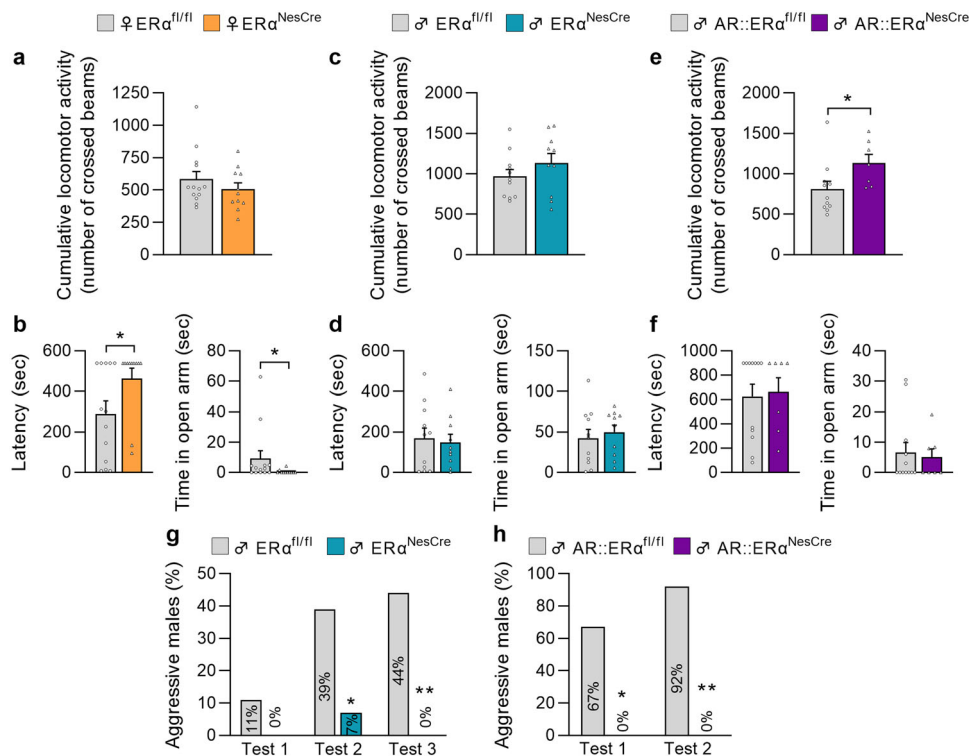 ♀ERα^fl/fl ♀ERα^NesCre
♂ ERα^fl/fl ♂ ERα^NesCre
♂ AR::ERα^fl/fl ♂ AR::ERα^NesCre
a
Cumulative locomotor activity
(number of crossed beams)
1250
1000
750
500
250
0
c
Cumulative locomotor activity
(number of crossed beams)
2000
1500
1000
500
0
e
Cumulative locomotor activity
(number of crossed beams)
2000
1500
1000
500
0
*
b
Latency (sec)
600
400
200
0
*
Time in open arm (sec)
80
60
40
20
0
*
d
Latency (sec)
600
400
200
0
Time in open arm (sec)
150
100
50
0
f
Latency (sec)
1000
800
600
400
200
0
Time in open arm (sec)
40
30
20
10
0
g
♂ ERα^fl/fl ♂ ERα^NesCre
Aggressive males (%)
50
40
30
20
10
0
11%
0%
39%
*
7%
44%
**
0%
Test 1 Test 2 Test 3
h
♂ AR::ERα^fl/fl ♂ AR::ERα^NesCre
Aggressive males (%)
100
80
60
40
20
0
67%
*
0%
92%
**
0%
Test 1 Test 2